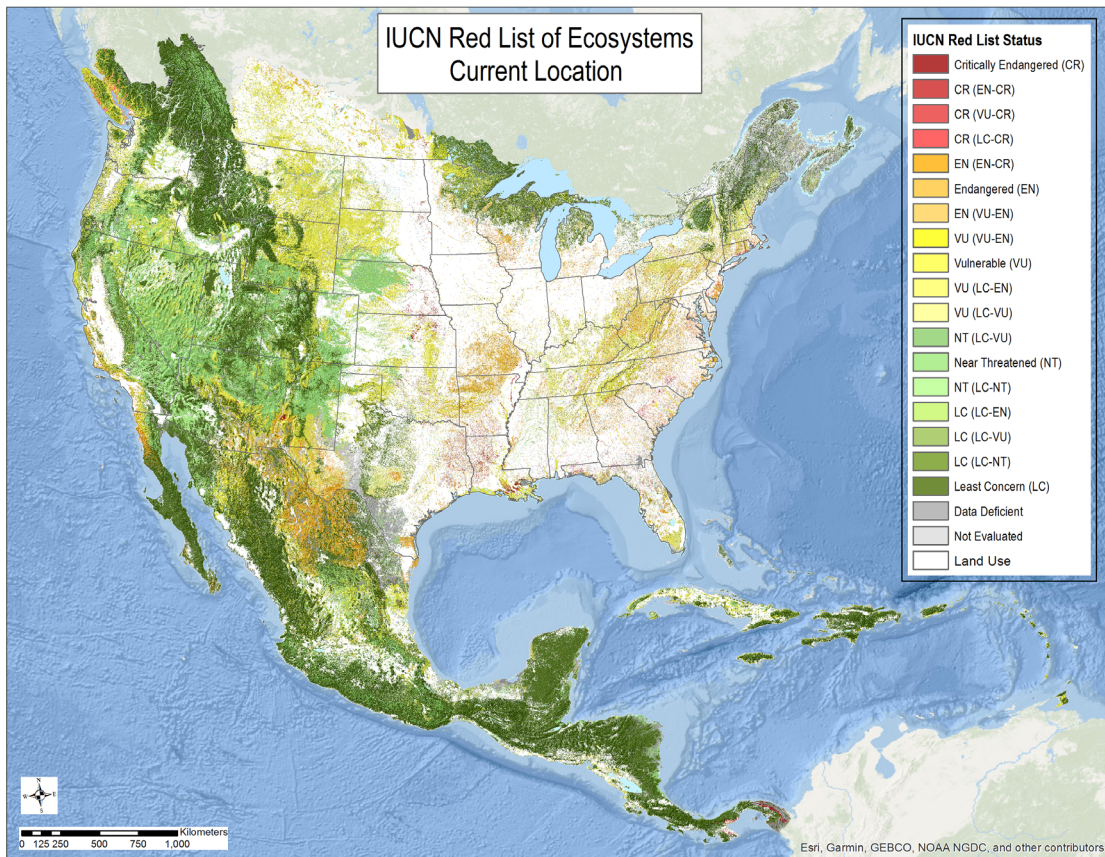 IUCN Red List of Ecosystems
Current Location
IUCN Red List Status
Critically Endangered (CR)
CR (EN-CR)
CR (VU-CR)
CR (LC-CR)
EN (EN-CR)
Endangered (EN)
EN (VU-EN)
VU (VU-EN)
Vulnerable (VU)
VU (LC-EN)
VU (LC-VU)
NT (LC-VU)
Near Threatened (NT)
NT (LC-NT)
LC (LC-EN)
LC (LC-VU)
LC (LC-NT)
Least Concern (LC)
Data Deficient
Not Evaluated
Land Use
N
W E
S
Kilometers
0 125 250 500 750 1,000
Esri, Garmin, GEBCO, NOAA NGDC, and other contributors